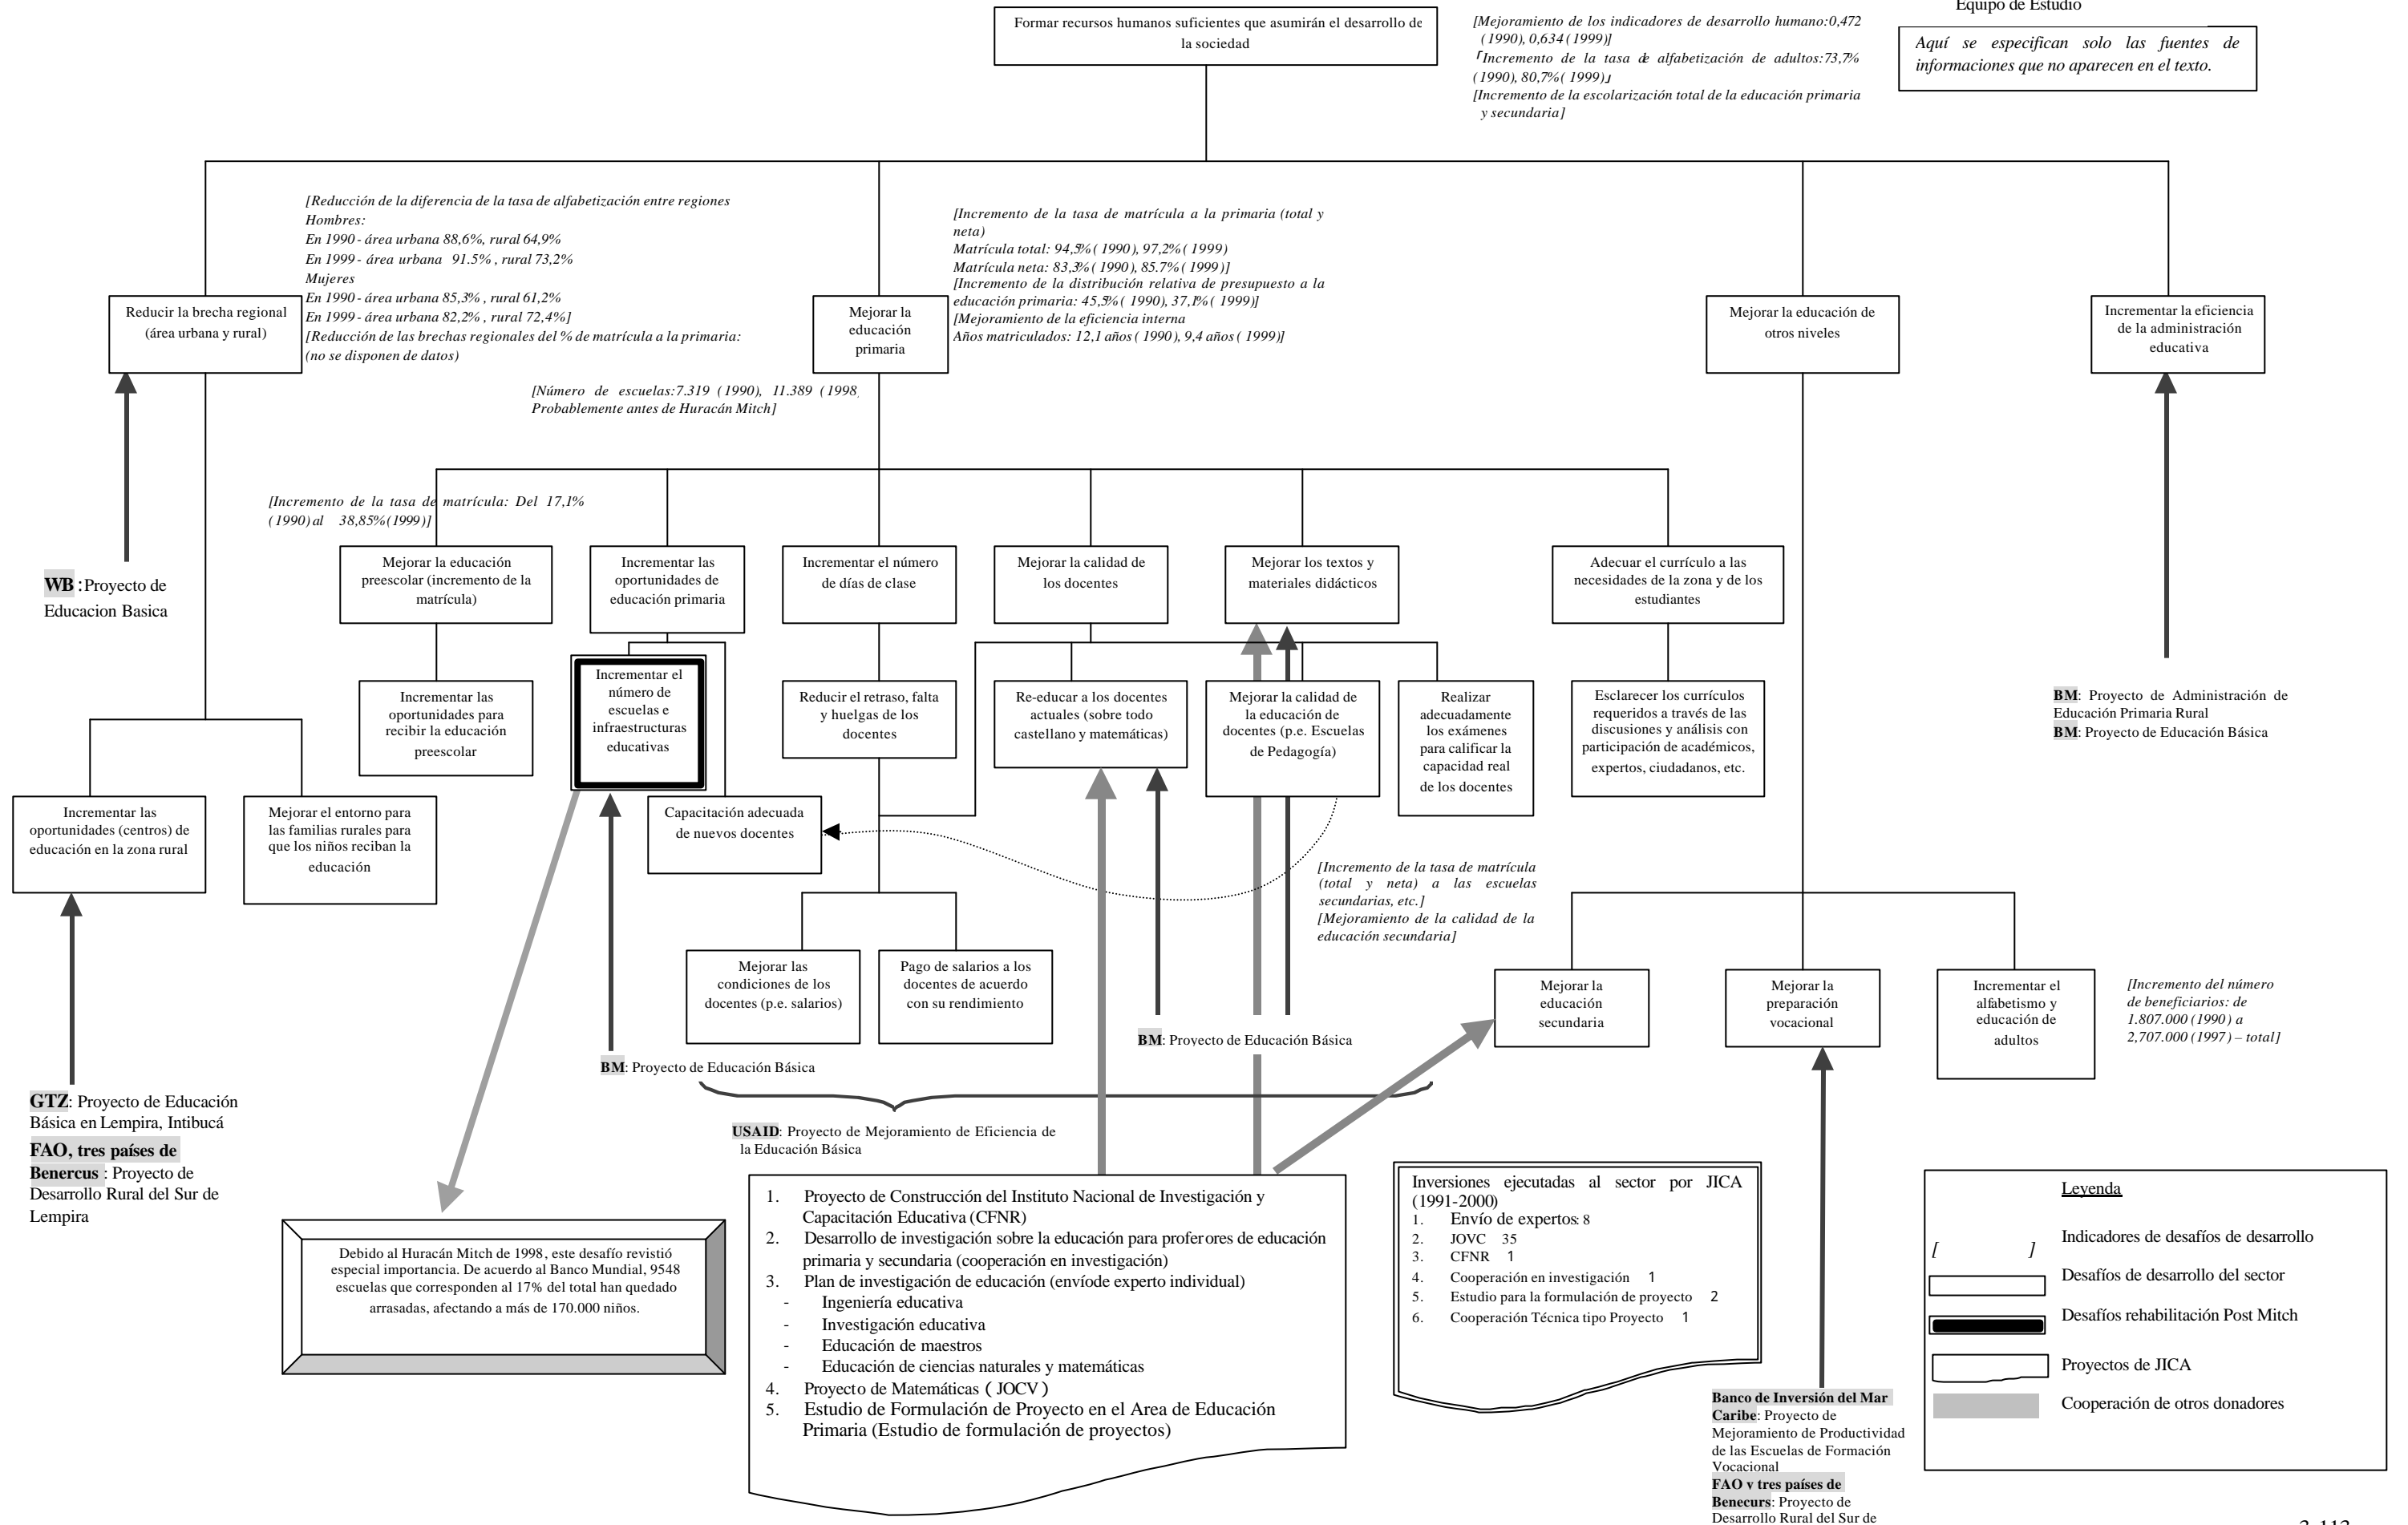 Equipo de Estudio
Formar recursos humanos suficientes que asumirán el desarrollo de
la sociedad
[Mejoramiento de los indicadores de desarrollo humano:0,472
(1990), 0,634 (1999)]
「Incremento de la tasa de alfabetización de adultos:73,7%
(1990), 80,7%( 1999)」
[Incremento de la escolarización total de la educación primaria
y secundaria]
Aquí se especifican solo las fuentes de
informaciones que no aparecen en el texto.
[Reducción de la diferencia de la tasa de alfabetización entre regiones
Hombres:
En 1990 - área urbana 88,6%, rural 64,9%
En 1999 - área urbana 91.5% , rural 73,2%
Mujeres
En 1990 - área urbana 85,3% , rural 61,2%
En 1999 - área urbana 82,2% , rural 72,4%]
[Reducción de las brechas regionales del % de matrícula a la primaria:
(no se disponen de datos)
[Incremento de la tasa de matrícula a la primaria (total y
neta)
Matrícula total: 94,5% ( 1990), 97,2% ( 1999)
Matrícula neta: 83,3% ( 1990), 85.7% ( 1999)]
[Incremento de la distribución relativa de presupuesto a la
educación primaria: 45,5% ( 1990), 37,1% ( 1999)]
[Mejoramiento de la eficiencia interna
Años matriculados: 12,1 años ( 1990), 9,4 años ( 1999)]
Reducir la brecha regional
(área urbana y rural)
Mejorar la
educación
primaria
Mejorar la educación de
otros niveles
Incrementar la eficiencia
de la administración
educativa
[Número de escuelas:7.319 (1990), 11.389 (1998,
Probablemente antes de Huracán Mitch]
[Incremento de la tasa de matrícula: Del 17,1%
(1990) al 38,85% (1999)]
WB : Proyecto de
Educacion Basica
Mejorar la educación
preescolar (incremento de la
matrícula)
Incrementar las
oportunidades de
educación primaria
Incrementar el número
de días de clase
Mejorar la calidad de
los docentes
Mejorar los textos y
materiales didácticos
Adecuar el currículo a las
necesidades de la zona y de los
estudiantes
Incrementar las
oportunidades para
recibir la educación
preescolar
Incrementar el
número de
escuelas e
infraestructuras
educativas
Reducir el retraso, falta
y huelgas de los
docentes
Re-educar a los docentes
actuales (sobre todo
castellano y matemáticas)
Mejorar la calidad de
la educación de
docentes (p.e. Escuelas
de Pedagogía)
Realizar
adecuadamente
los exámenes
para calificar la
capacidad real
de los docentes
Esclarecer los currículos
requeridos a través de las
discusiones y análisis con
participación de académicos,
expertos, ciudadanos, etc.
BM: Proyecto de Administración de
Educación Primaria Rural
BM: Proyecto de Educación Básica
Incrementar las
oportunidades (centros) de
educación en la zona rural
Mejorar el entorno para
las familias rurales para
que los niños reciban la
educación
Capacitación adecuada
de nuevos docentes
[Incremento de la tasa de matrícula
(total y neta) a las escuelas
secundarias, etc.]
[Mejoramiento de la calidad de la
educación secundaria]
Mejorar las
condiciones de los
docentes (p.e. salarios)
Pago de salarios a los
docentes de acuerdo
con su rendimiento
Mejorar la
educación
secundaria
Mejorar la
preparación
vocacional
Incrementar el
alfabetismo y
educación de
adultos
[Incremento del número
de beneficiarios: de
1.807.000 (1990) a
2,707.000 (1997) – total]
BM: Proyecto de Educación Básica
BM: Proyecto de Educación Básica
GTZ: Proyecto de Educación
Básica en Lempira, Intibucá
FAO, tres países de
Benercus : Proyecto de
Desarrollo Rural del Sur de
Lempira
USAID: Proyecto de Mejoramiento de Eficiencia de
la Educación Básica
Debido al Huracán Mitch de 1998, este desafío revistió
especial importancia. De acuerdo al Banco Mundial, 9548
escuelas que corresponden al 17% del total han quedado
arrasadas, afectando a más de 170.000 niños.
1. Proyecto de Construcción del Instituto Nacional de Investigación y
Capacitación Educativa (CFNR)
2. Desarrollo de investigación sobre la educación para proferores de educación
primaria y secundaria (cooperación en investigación)
3. Plan de investigación de educación (envíode experto individual)
- Ingeniería educativa
- Investigación educativa
- Educación de maestros
- Educación de ciencias naturales y matemáticas
4. Proyecto de Matemáticas ( JOCV )
5. Estudio de Formulación de Proyecto en el Area de Educación
Primaria (Estudio de formulación de proyectos)
Inversiones ejecutadas al sector por JICA
(1991-2000)
1. Envío de expertos: 8
2. JOVC 35
3. CFNR 1
4. Cooperación en investigación 1
5. Estudio para la formulación de proyecto 2
6. Cooperación Técnica tipo Proyecto 1
Banco de Inversión del Mar
Caribe: Proyecto de
Mejoramiento de Productividad
de las Escuelas de Formación
Vocacional
FAO y tres países de
Benecurs: Proyecto de
Desarrollo Rural del Sur de
Leyenda
[ ] Indicadores de desafíos de desarrollo
Desafíos de desarrollo del sector
Desafíos rehabilitación Post Mitch
Proyectos de JICA
Cooperación de otros donadores